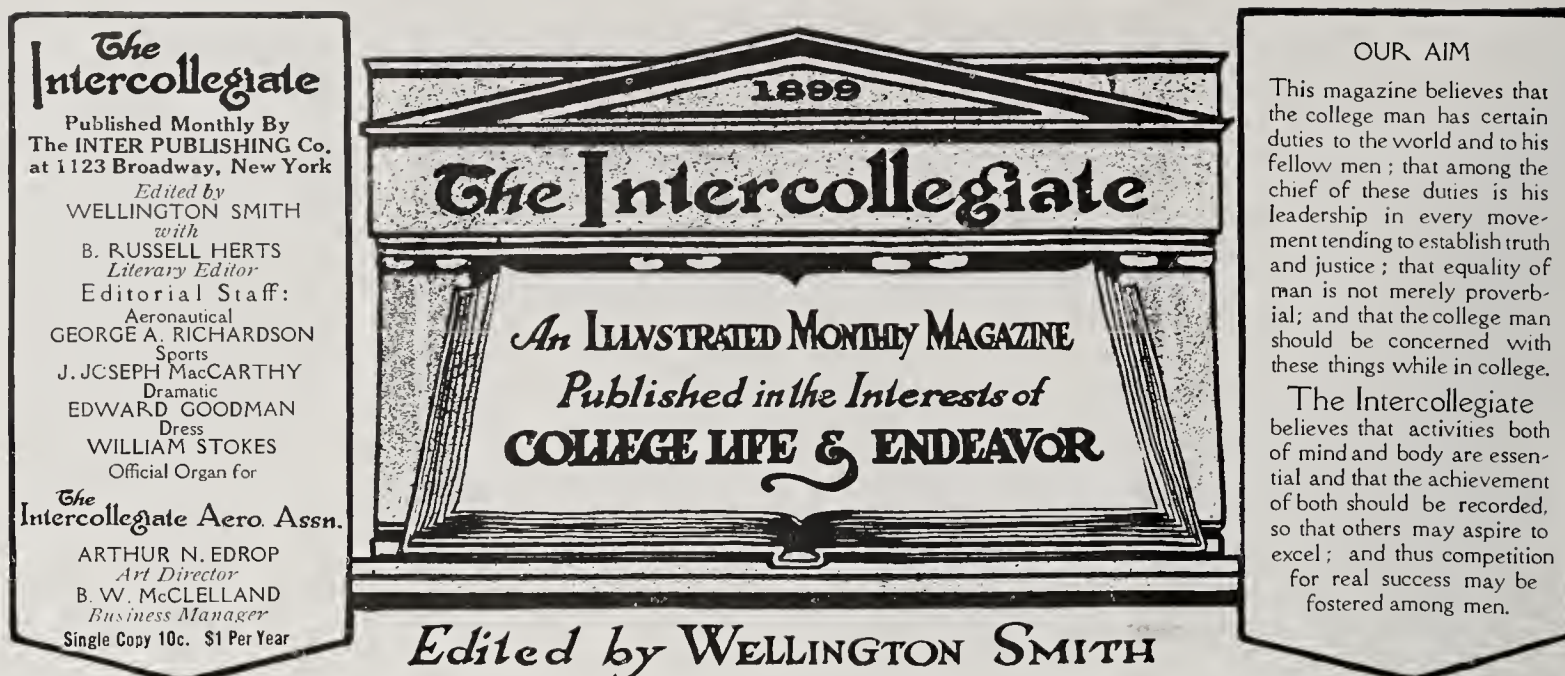 The
Intercollegiate
Published Monthly By
The INTER PUBLISHING Co.
at 1123 Broadway, New York
Edited by
WELLINGTON SMITH
with
B. RUSSELL HERTS
Literary Editor
Editorial Staff:
Aeronautical
GEORGE A. RICHARDSON
Sports
J. JOSEPH MacCARTHY
Dramatic
EDWARD GOODMAN
Dress
WILLIAM STOKES
Official Organ for
The
Intercollegiate Aero. Assn.
ARTHUR N. EDROP
Art Director
B. W. McCLELLAND
Business Manager
Single Copy 10c. $1 Per Year
1899
The Intercollegiate
An ILLVSTRATED MONTHLY MAGAZINE
Published in the Interests of
COLLEGE LIFE & ENDEAVOR
Edited by WELLINGTON SMITH
OUR AIM
This magazine believes that
the college man has certain
duties to the world and to his
fellow men ; that among the
chief of these duties is his
leadership in every move-
ment tending to establish truth
and justice ; that equality of
man is not merely proverb-
ial; and that the college man
should be concerned with
these things while in college.
The Intercollegiate
believes that activities both
of mind and body are essen-
tial and that the achievement
of both should be recorded,
so that others may aspire to
excel ; and thus competition
for real success may be
fostered among men.